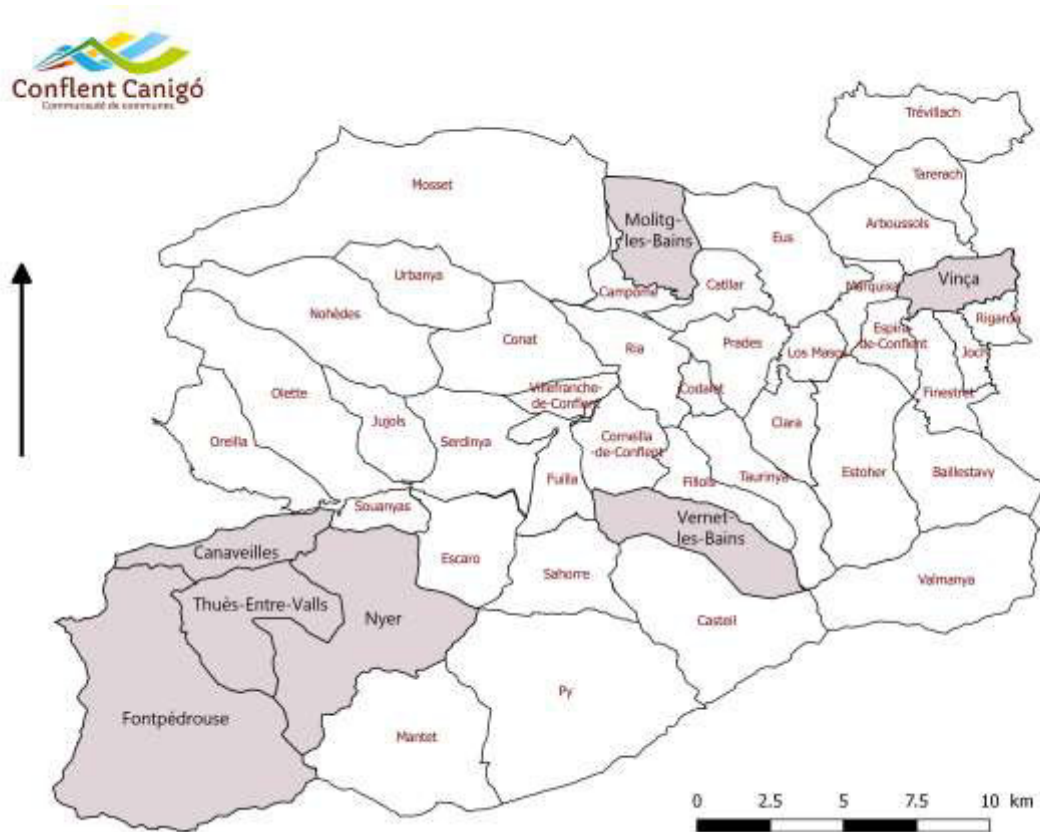 Conflent Canigó
Communauté de communes
Trévillach
Tarerach
Mosset
Molitg-
les-Bains
Arboussols
Eus
Urbanya
Vinça
Campome
Catllar
Marquixa
Nohèdes
Rigarda
Conat
Ria
Prades
Espira
-de-Conflent
Los Masos
Joch
Villefranche-
de-Conflent
Codalet
Finestret
Olette
Jujols
Clara
Oreilla
Serdinya
Corneilla
-de-Conflent
Estoher
Baillestavy
Fuilla
Fillols
Taurinya
Souanyas
Vernet-
les-Bains
Canaveilles
Escaro
Sahorre
Valmanya
Thuès-Entre-Valls
Nyer
Casteil
Py
Fontpédrouse
Mantet
0 2.5 5 7.5 10 km